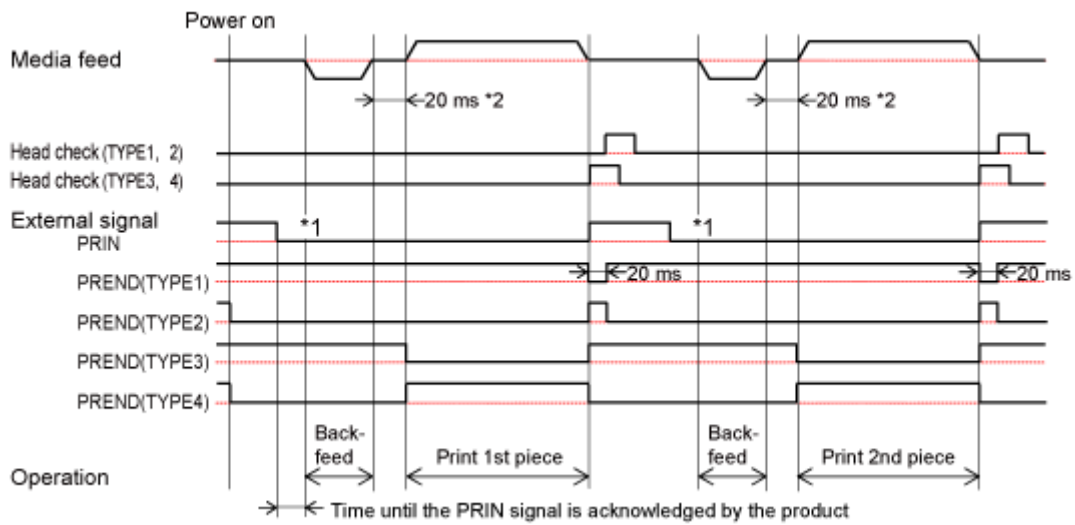 Power on
Media feed
20 ms *2 20 ms *2
Head check (TYPE1, 2)
Head check (TYPE3, 4)
External signal *1 *1
PRIN
PREND(TYPE1) 20 ms 20 ms
PREND(TYPE2)
PREND(TYPE3)
PREND(TYPE4)
Back- Back-
feed Print 1st piece feed Print 2nd piece
Operation
Time until the PRIN signal is acknowledged by the product